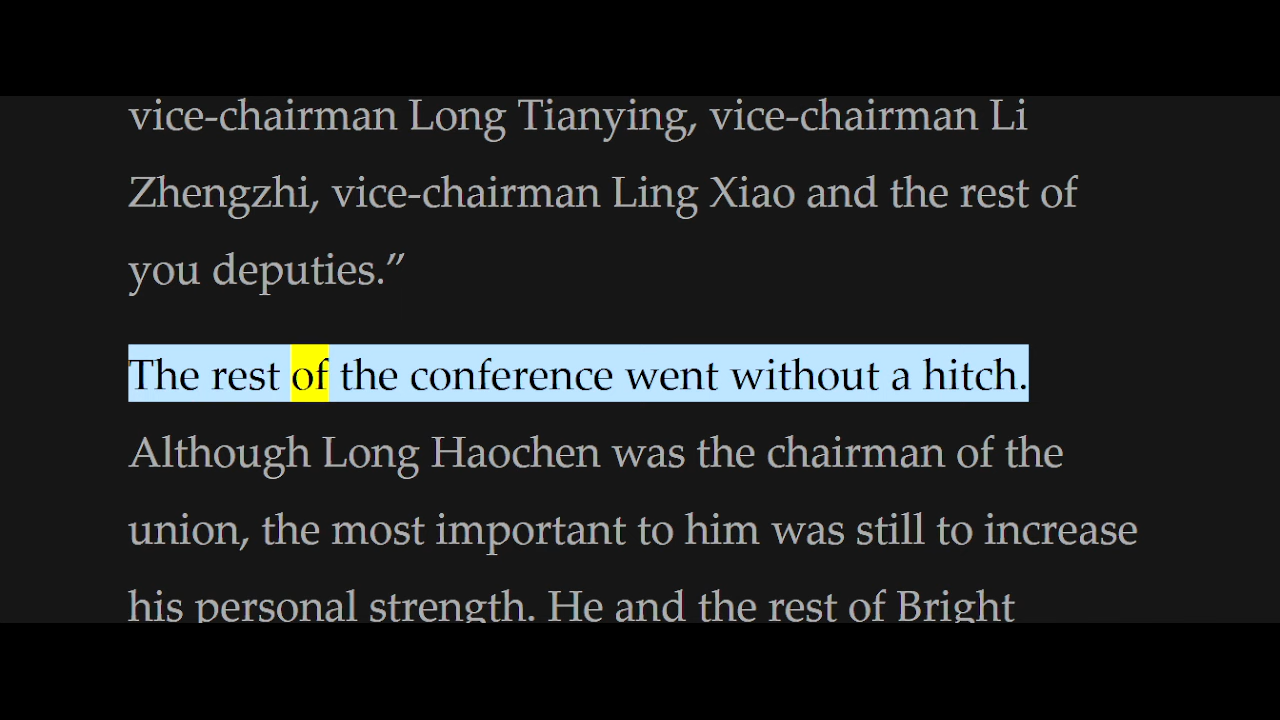 vice-chairman Long Tianying, vice-chairman Li
Zhengzhi, vice-chairman Ling Xiao and the rest of
you deputies.”
The rest of the conference went without a hitch.
Although Long Haochen was the chairman of the
union, the most important to him was still to increase
his personal strength. He and the rest of Bright